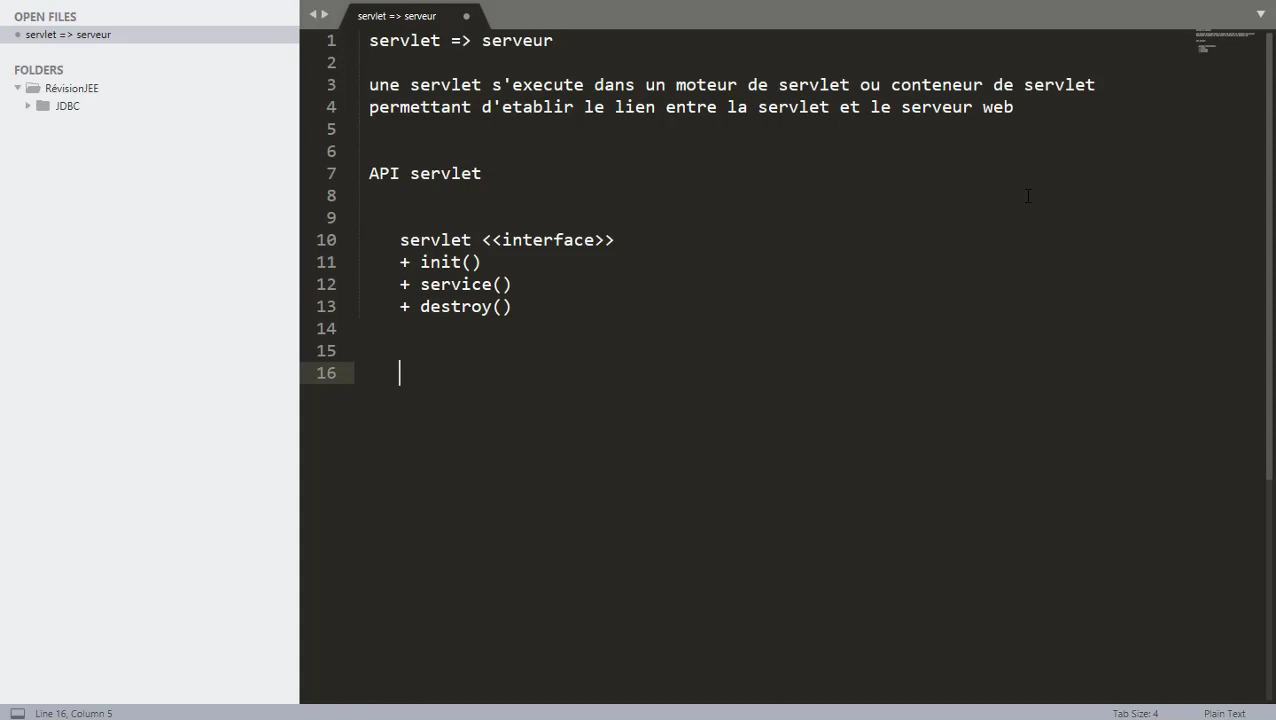 OPEN FILES
servlet => serveur
FOLDERS
RévisionJEE
JDBC
servlet => serveur
1 servlet => serveur
2
3 une servlet s'execute dans un moteur de servlet ou conteneur de servlet
4 permettant d'etablir le lien entre la servlet et le serveur web
5
6
7 API servlet
8
9
10 servlet <<interface>>
11 + init()
12 + service()
13 + destroy()
14
15
16
Line 16, Column 5
Tab Size: 4
Plain Text